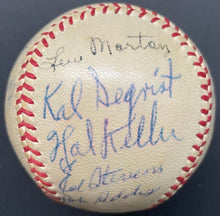 Lew Morton
Kal Segrist
Hal Keller
Ed Stevens